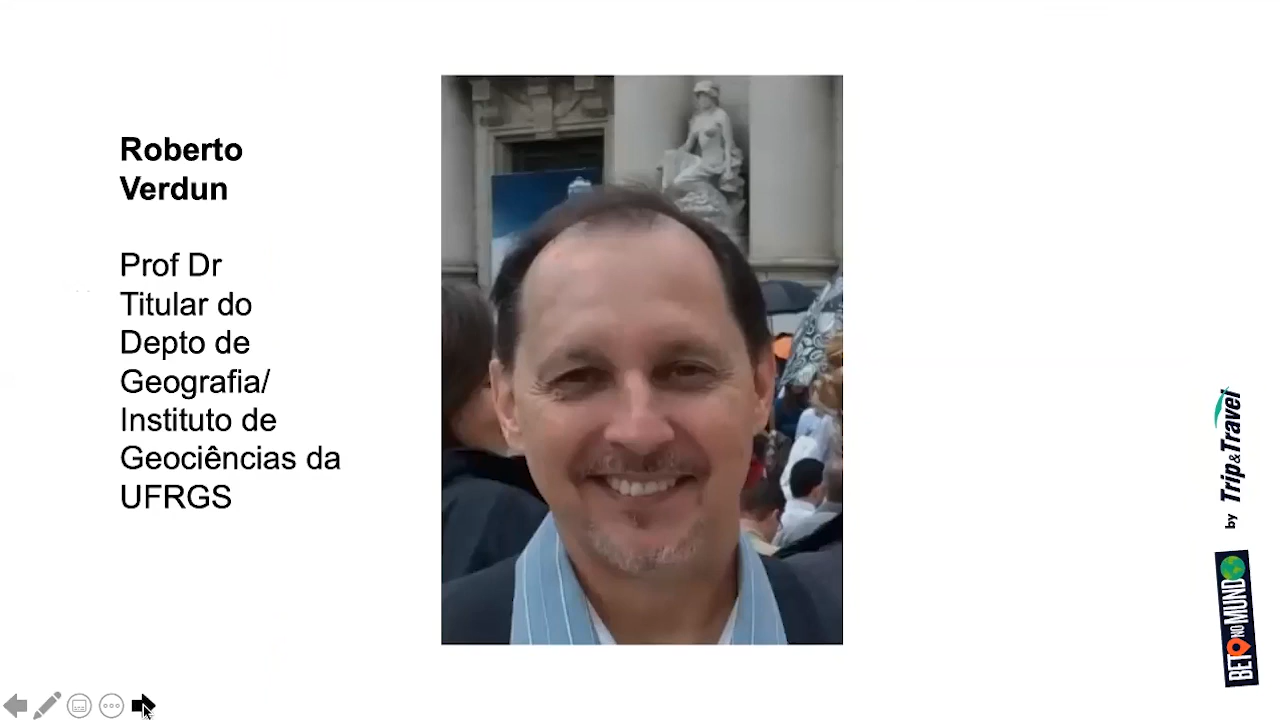 Roberto
Verdun
Prof Dr
Titular do
Depto de
Geografia/
Instituto de
Geociências da
UFRGS
by Trip&Travel
BETO NO MUNDO